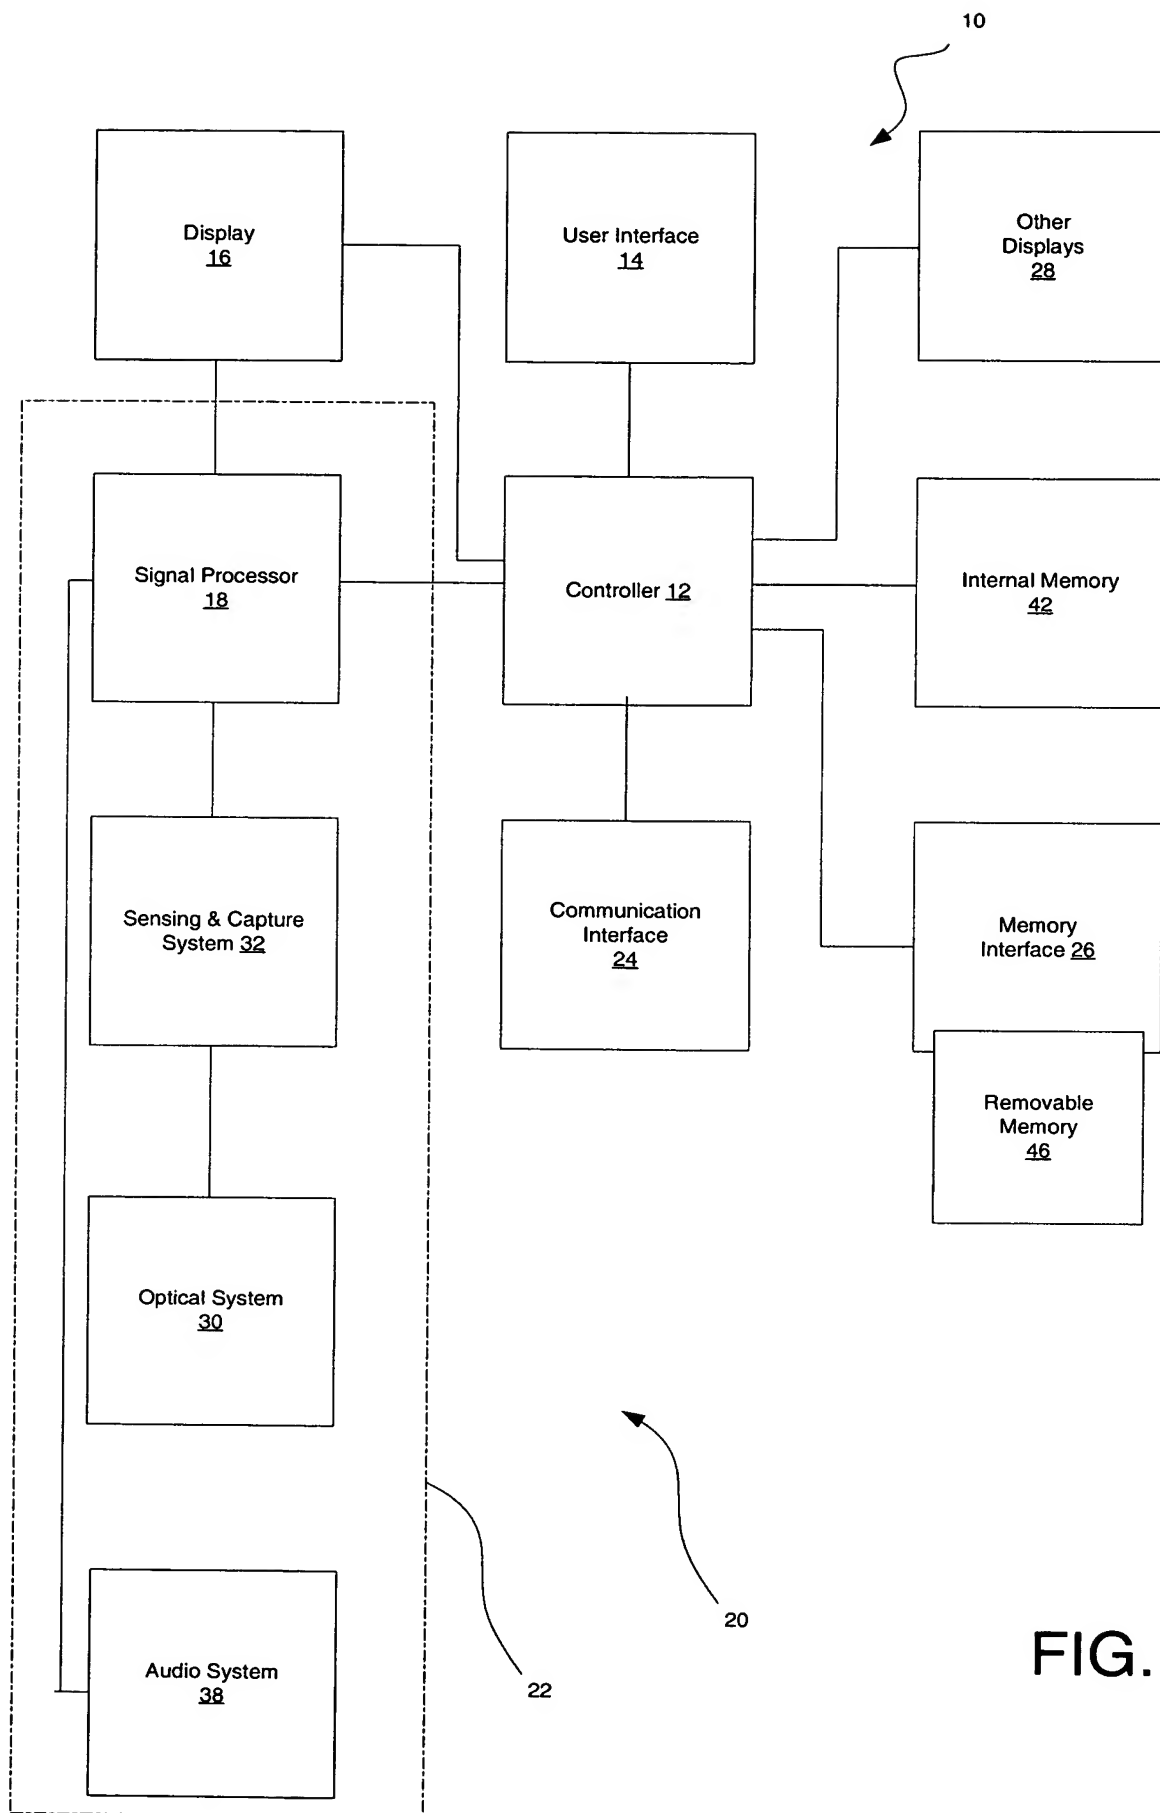 10
Display
16
User Interface
14
Other
Displays
28
Signal Processor
18
Controller 12
Internal Memory
42
Sensing & Capture
System 32
Communication
Interface
24
Memory
Interface 26
Removable
Memory
46
Optical System
30
20
Audio System
38
22
FIG.